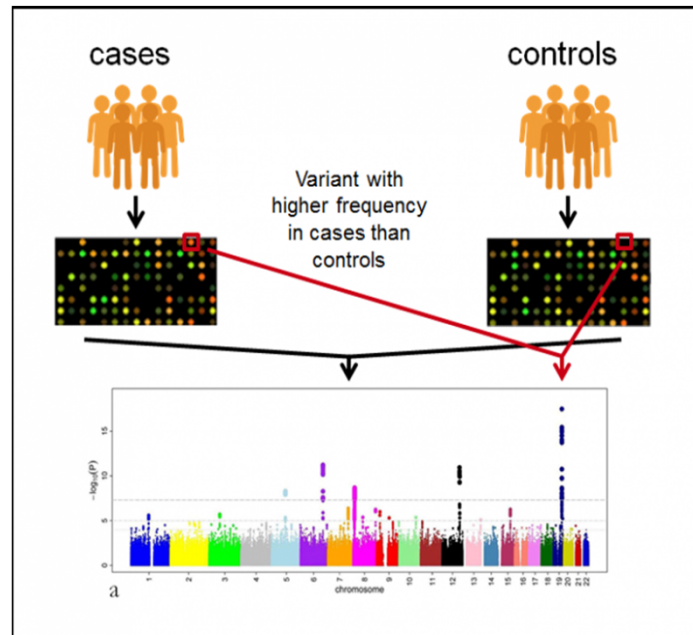 cases
controls
Variant with
higher frequency
in cases than
controls
15
10
5
0
-log₁₀(P)
1 2 3 4 5 6 7 8 9 10 11 12 13 14 15 16 17 18 19 20 21 22
chromosome
a